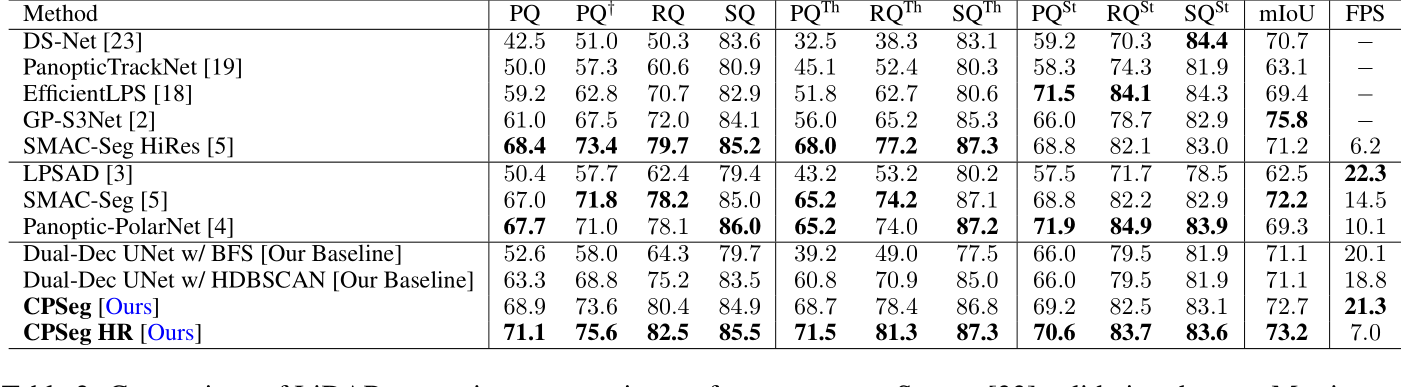 Method PQ PQ† RQ SQ PQ^Th RQ^Th SQ^Th PQ^St RQ^St SQ^St mIoU FPS
DS-Net [23] 42.5 51.0 50.3 83.6 32.5 38.3 83.1 59.2 70.3 84.4 70.7 −
PanopticTrackNet [19] 50.0 57.3 60.6 80.9 45.1 52.4 80.3 58.3 74.3 81.9 63.1 −
EfficientLPS [18] 59.2 62.8 70.7 82.9 51.8 62.7 80.6 71.5 84.1 84.3 69.4 −
GP-S3Net [2] 61.0 67.5 72.0 84.1 56.0 65.2 85.3 66.0 78.7 82.9 75.8 −
SMAC-Seg HiRes [5] 68.4 73.4 79.7 85.2 68.0 77.2 87.3 68.8 82.1 83.0 71.2 6.2
LPSAD [3] 50.4 57.7 62.4 79.4 43.2 53.2 80.2 57.5 71.7 78.5 62.5 22.3
SMAC-Seg [5] 67.0 71.8 78.2 85.0 65.2 74.2 87.1 68.8 82.2 82.9 72.2 14.5
Panoptic-PolarNet [4] 67.7 71.0 78.1 86.0 65.2 74.0 87.2 71.9 84.9 83.9 69.3 10.1
Dual-Dec UNet w/ BFS [Our Baseline] 52.6 58.0 64.3 79.7 39.2 49.0 77.5 66.0 79.5 81.9 71.1 20.1
Dual-Dec UNet w/ HDBSCAN [Our Baseline] 63.3 68.8 75.2 83.5 60.8 70.9 85.0 66.0 79.5 81.9 71.1 18.8
CPSeg [Ours] 68.9 73.6 80.4 84.9 68.7 78.4 86.8 69.2 82.5 83.1 72.7 21.3
CPSeg HR [Ours] 71.1 75.6 82.5 85.5 71.5 81.3 87.3 70.6 83.7 83.6 73.2 7.0